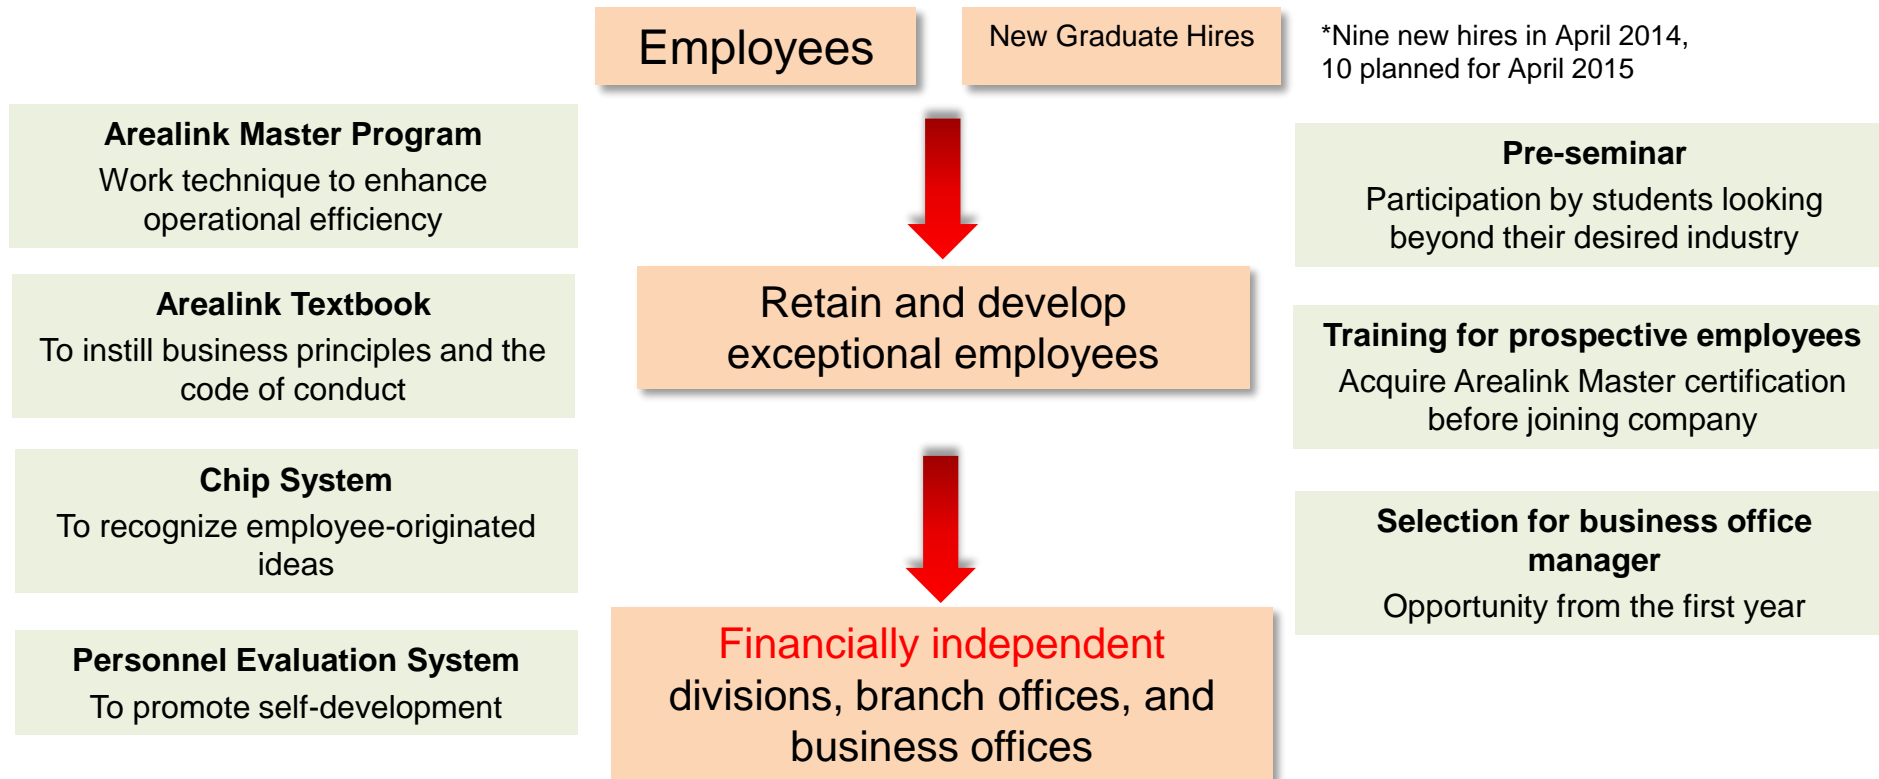 Employees
New Graduate Hires
*Nine new hires in April 2014,
10 planned for April 2015
Arealink Master Program
Work technique to enhance
operational efficiency
Arealink Textbook
To instill business principles and the
code of conduct
Chip System
To recognize employee-originated
ideas
Personnel Evaluation System
To promote self-development
Retain and develop
exceptional employees
Financially independent
divisions, branch offices, and
business offices
Pre-seminar
Participation by students looking
beyond their desired industry
Training for prospective employees
Acquire Arealink Master certification
before joining company
Selection for business office
manager
Opportunity from the first year